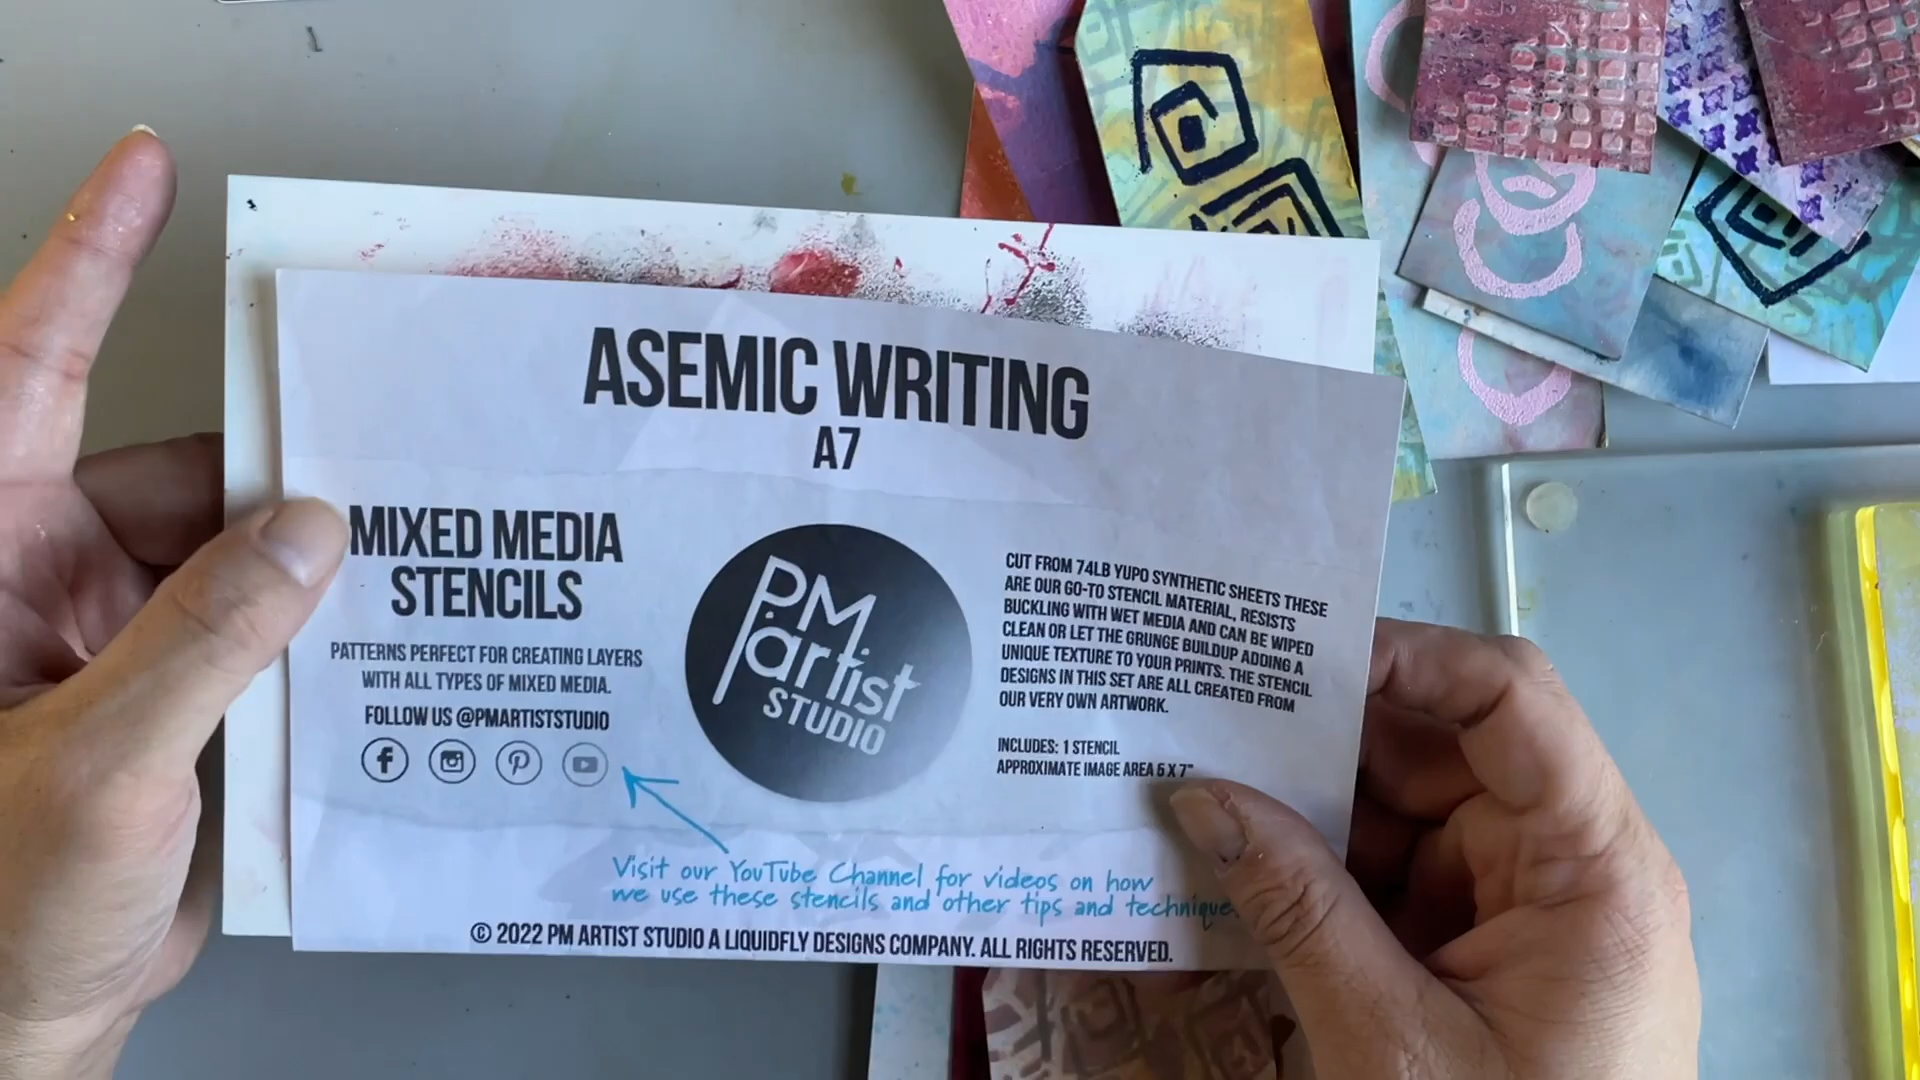 ASEMIC WRITING
A7
MIXED MEDIA
STENCILS
PATTERNS PERFECT FOR CREATING LAYERS
WITH ALL TYPES OF MIXED MEDIA.
FOLLOW US @PMARTISTSTUDIO
PM
artist
STUDIO
CUT FROM 74LB YUPO SYNTHETIC SHEETS THESE
ARE OUR GO-TO STENCIL MATERIAL, RESISTS
BUCKLING WITH WET MEDIA AND CAN BE WIPED
CLEAN OR LET THE GRUNGE BUILDUP ADDING A
UNIQUE TEXTURE TO YOUR PRINTS. THE STENCIL
DESIGNS IN THIS SET ARE ALL CREATED FROM
OUR VERY OWN ARTWORK.
INCLUDES: 1 STENCIL
APPROXIMATE IMAGE AREA 5 X 7"
Visit our YouTube Channel for videos on how
we use these stencils and other tips and technique
© 2022 PM ARTIST STUDIO A LIQUIDFLY DESIGNS COMPANY. ALL RIGHTS RESERVED.